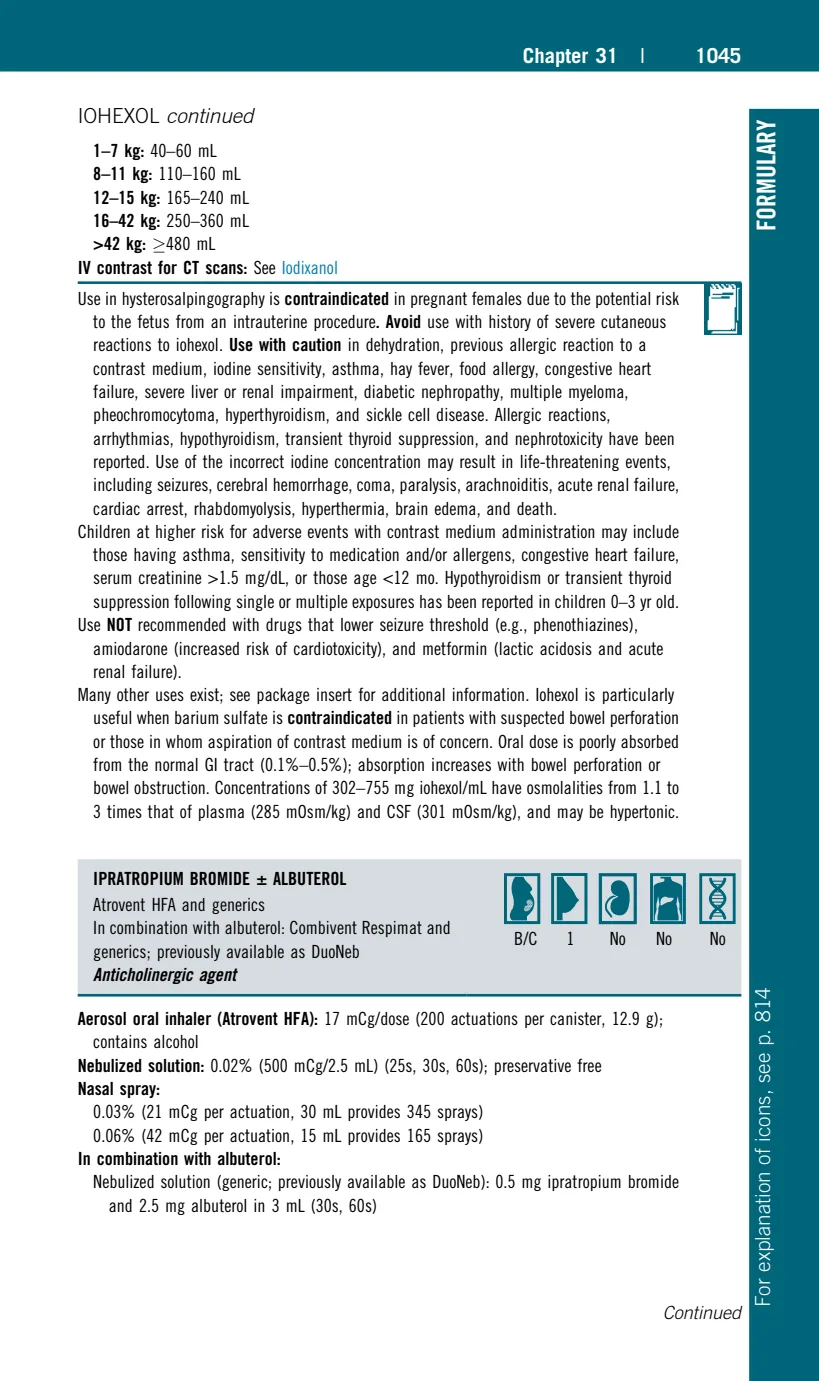 Chapter 31 | 1045
IOHEXOL continued
1–7 kg: 40–60 mL
8–11 kg: 110–160 mL
12–15 kg: 165–240 mL
16–42 kg: 250–360 mL
>42 kg: ≥480 mL
IV contrast for CT scans: See Iodixanol
Use in hysterosalpingography is contraindicated in pregnant females due to the potential risk
to the fetus from an intrauterine procedure. Avoid use with history of severe cutaneous
reactions to iohexol. Use with caution in dehydration, previous allergic reaction to a
contrast medium, iodine sensitivity, asthma, hay fever, food allergy, congestive heart
failure, severe liver or renal impairment, diabetic nephropathy, multiple myeloma,
pheochromocytoma, hyperthyroidism, and sickle cell disease. Allergic reactions,
arrhythmias, hypothyroidism, transient thyroid suppression, and nephrotoxicity have been
reported. Use of the incorrect iodine concentration may result in life-threatening events,
including seizures, cerebral hemorrhage, coma, paralysis, arachnoiditis, acute renal failure,
cardiac arrest, rhabdomyolysis, hyperthermia, brain edema, and death.
Children at higher risk for adverse events with contrast medium administration may include
those having asthma, sensitivity to medication and/or allergens, congestive heart failure,
serum creatinine >1.5 mg/dL, or those age <12 mo. Hypothyroidism or transient thyroid
suppression following single or multiple exposures has been reported in children 0–3 yr old.
Use NOT recommended with drugs that lower seizure threshold (e.g., phenothiazines),
amiodarone (increased risk of cardiotoxicity), and metformin (lactic acidosis and acute
renal failure).
Many other uses exist; see package insert for additional information. Iohexol is particularly
useful when barium sulfate is contraindicated in patients with suspected bowel perforation
or those in whom aspiration of contrast medium is of concern. Oral dose is poorly absorbed
from the normal GI tract (0.1%–0.5%); absorption increases with bowel perforation or
bowel obstruction. Concentrations of 302–755 mg iohexol/mL have osmolalities from 1.1 to
3 times that of plasma (285 mOsm/kg) and CSF (301 mOsm/kg), and may be hypertonic.
IPRATROPIUM BROMIDE ± ALBUTEROL
Atrovent HFA and generics
In combination with albuterol: Combivent Respimat and
generics; previously available as DuoNeb
Anticholinergic agent
B/C 1 No No No
Aerosol oral inhaler (Atrovent HFA): 17 mCg/dose (200 actuations per canister, 12.9 g);
contains alcohol
Nebulized solution: 0.02% (500 mCg/2.5 mL) (25s, 30s, 60s); preservative free
Nasal spray:
0.03% (21 mCg per actuation, 30 mL provides 345 sprays)
0.06% (42 mCg per actuation, 15 mL provides 165 sprays)
In combination with albuterol:
Nebulized solution (generic; previously available as DuoNeb): 0.5 mg ipratropium bromide
and 2.5 mg albuterol in 3 mL (30s, 60s)
Continued
FORMULARY
For explanation of icons, see p. 814